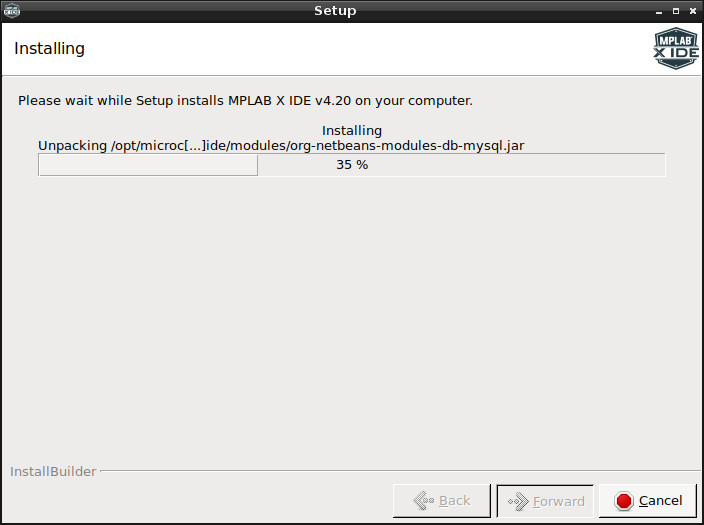 Setup
Installing
MPLAB
X IDE
Please wait while Setup installs MPLAB X IDE v4.20 on your computer.
Installing
Unpacking /opt/microc[...]ide/modules/org-netbeans-modules-db-mysql.jar
35 %
InstallBuilder
Back
Forward
Cancel